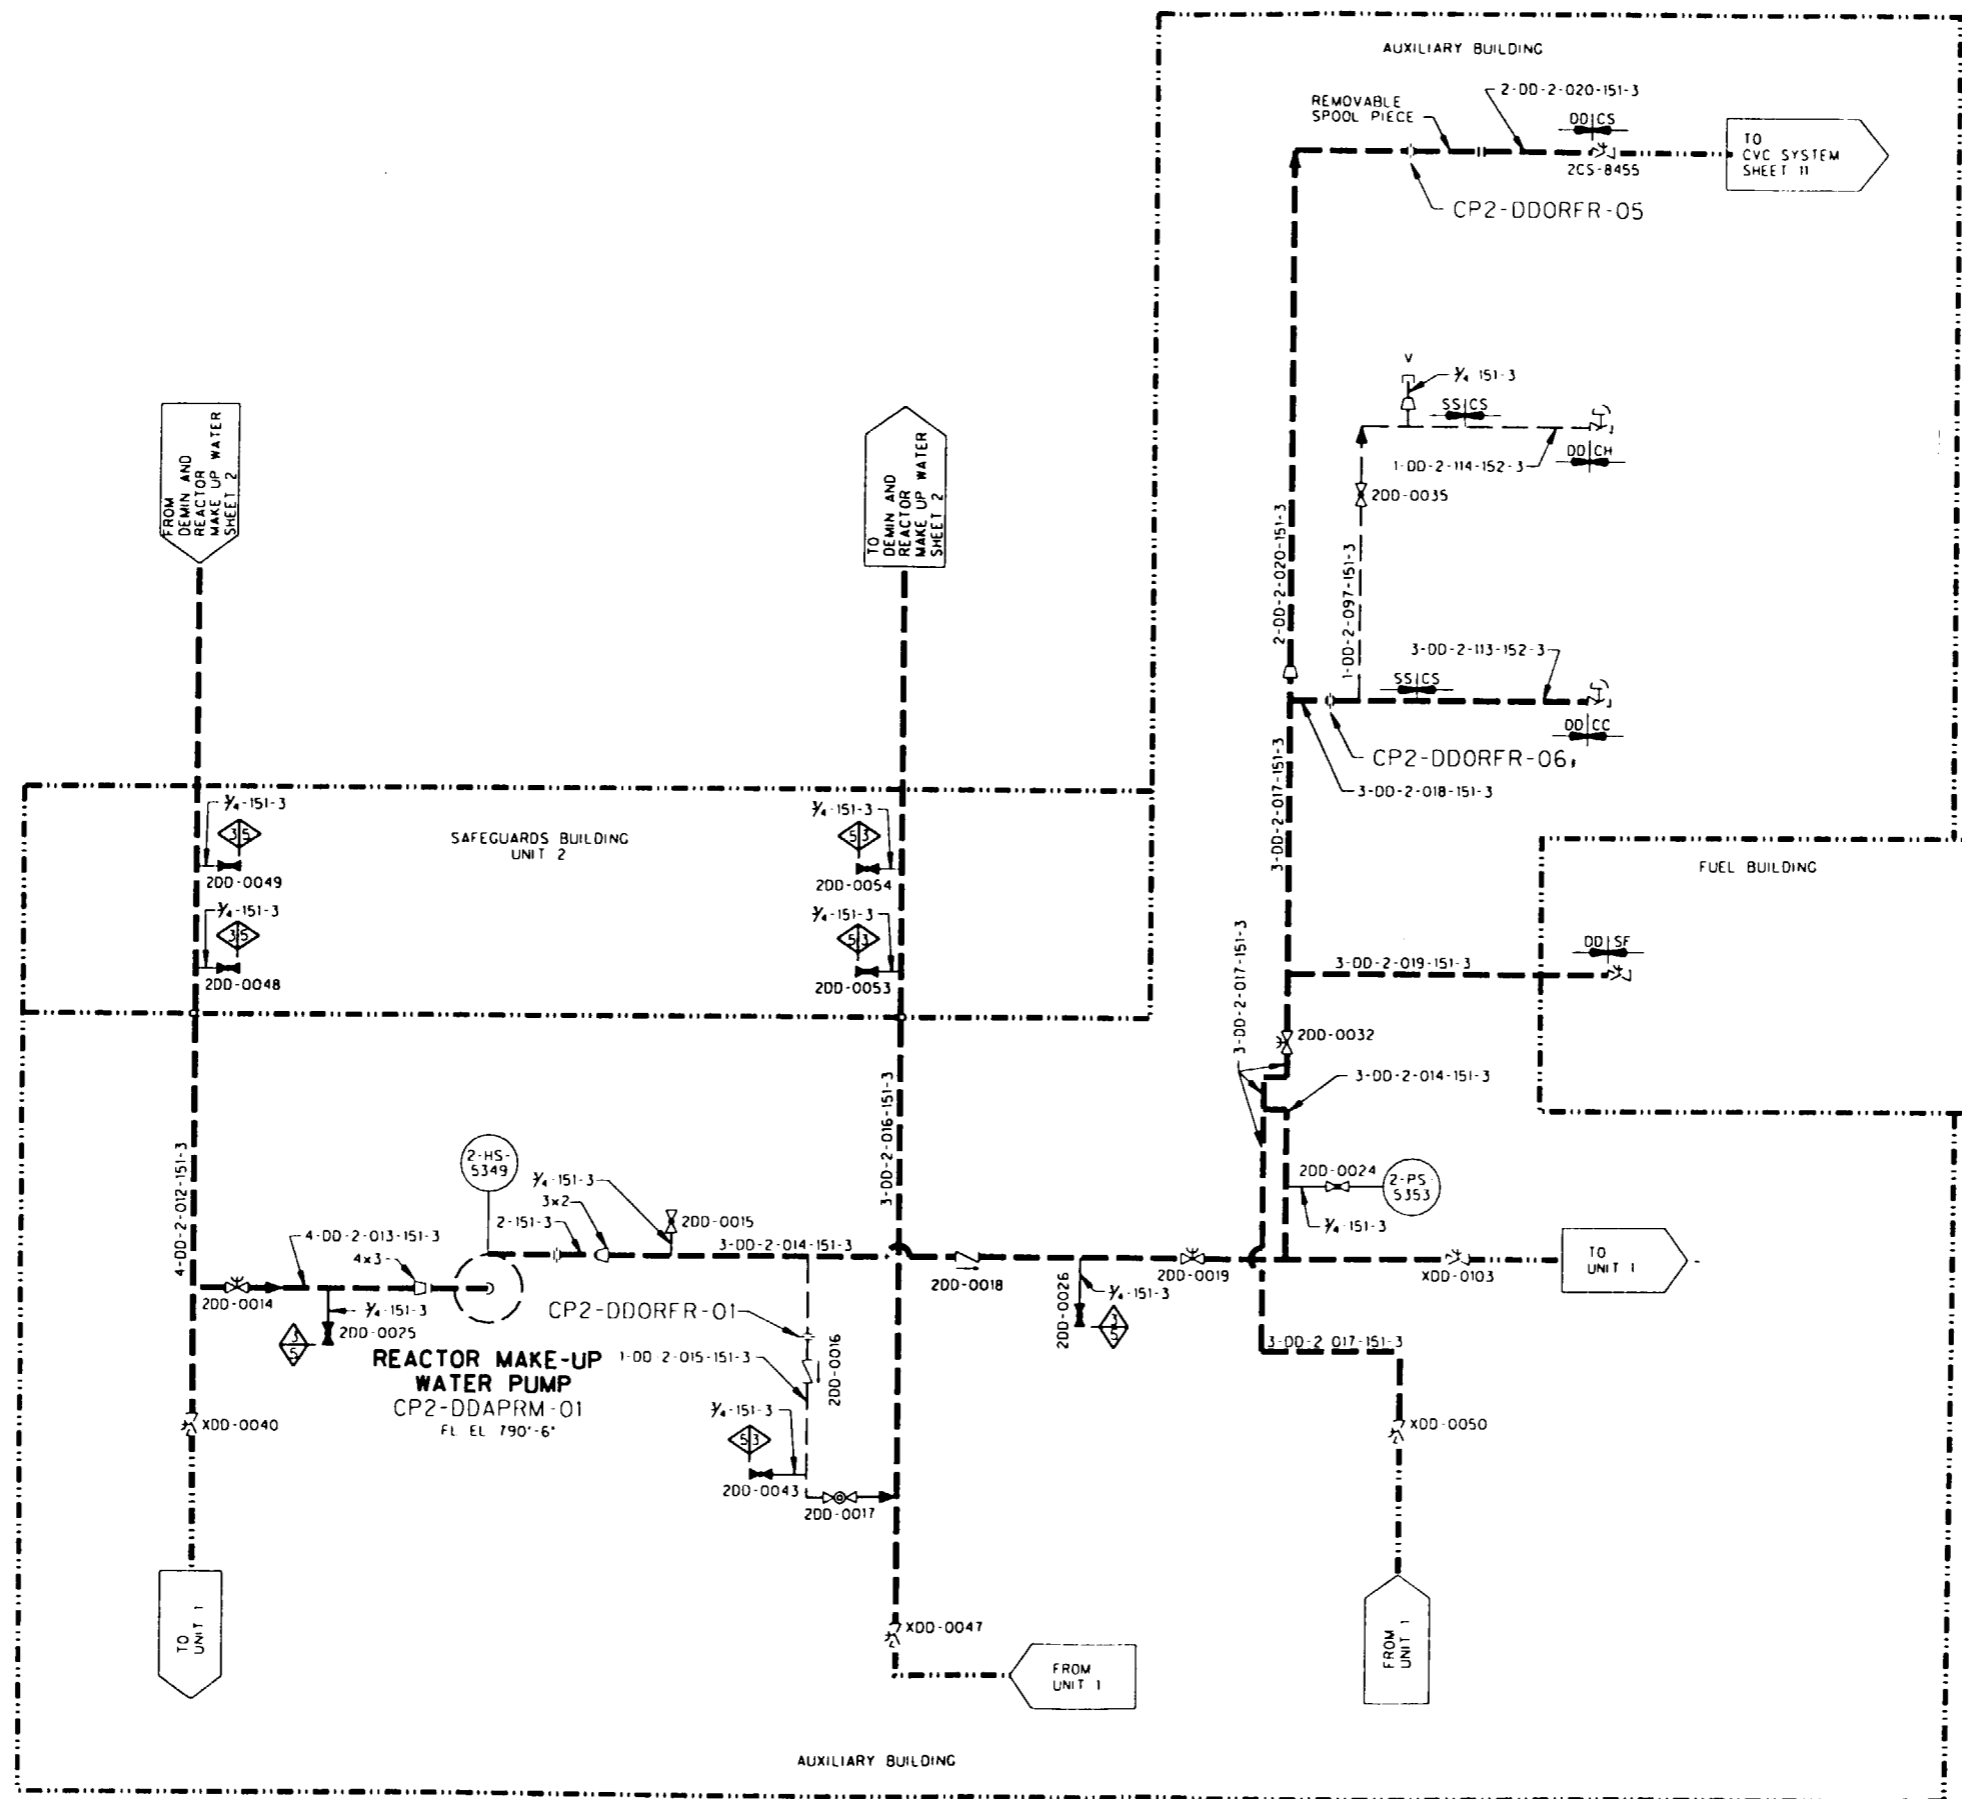 AUXILIARY BUILDING
REMOVABLE
SPOOL PIECE
2-DD-2-020-151-3
DD CS
2CS-8455
TO
CVC SYSTEM
SHEET 11
CP2-DDORFR-05
V
3/4 151-3
SS CS
1-DD-2-114-152-3
DD CH
2DD-0035
FROM
DEMIN AND
REACTOR
MAKE UP WATER
SHEET 2
TO
DEMIN AND
REACTOR
MAKE UP WATER
SHEET 2
2-DD-2-020-151-3
1-DD-2-097-151-3
3-DD-2-113-152-3
SS CS
DD CC
CP2-DDORFR-06
3-DD-2-018-151-3
3-DD-2-017-151-3
3/4-151-3
3 5
2DD-0049
SAFEGUARDS BUILDING
UNIT 2
3/4-151-3
5 3
2DD-0054
FUEL BUILDING
3/4-151-3
3 5
2DD-0048
3/4-151-3
5 3
2DD-0053
3-DD-2-017-151-3
DD SF
3-DD-2-019-151-3
2DD-0032
3-DD-2-014-151-3
4-DD-2-012-151-3
3-DD-2-016-151-3
2-HS-
5349
3/4-151-3
3x2
2-151-3
2DD-0015
3-DD-2-014-151-3
2DD-0024
2-PS
5353
3/4-151-3
4-DD-2-013-151-3
4x3
2DD-0014
3/4-151-3
2DD-0025
3
5
2DD-0018
2DD-0026
3/4-151-3
3
5
2DD-0019
XDD-0103
TO
UNIT 1
CP2-DDORFR-01
2DD-0016
REACTOR MAKE-UP
WATER PUMP
CP2-DDAPRM-01
FL EL 790'-6"
1-DD-2-015-151-3
3-DD-2 017-151-3
3/4-151-3
5 3
2DD-0043
2DD-0017
XDD-0040
XDD-0050
TO
UNIT 1
XDD-0047
FROM
UNIT 1
FROM
UNIT 1
AUXILIARY BUILDING